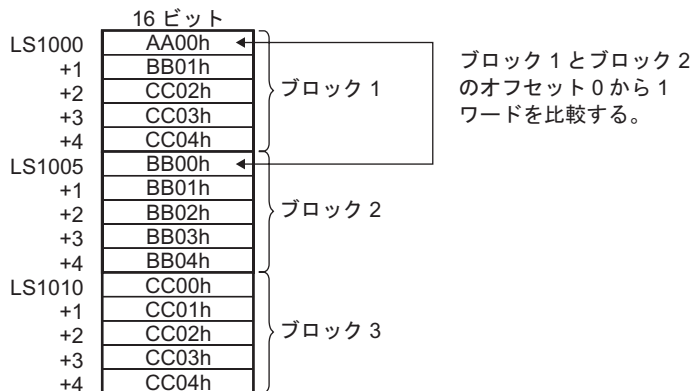 16 ビット
LS1000 AA00h
+1 BB01h
+2 CC02h
+3 CC03h
+4 CC04h
ブロック 1
LS1005 BB00h
+1 BB01h
+2 BB02h
+3 BB03h
+4 BB04h
ブロック 2
LS1010 CC00h
+1 CC01h
+2 CC02h
+3 CC03h
+4 CC04h
ブロック 3
ブロック 1 とブロック 2
のオフセット 0 から 1
ワードを比較する。